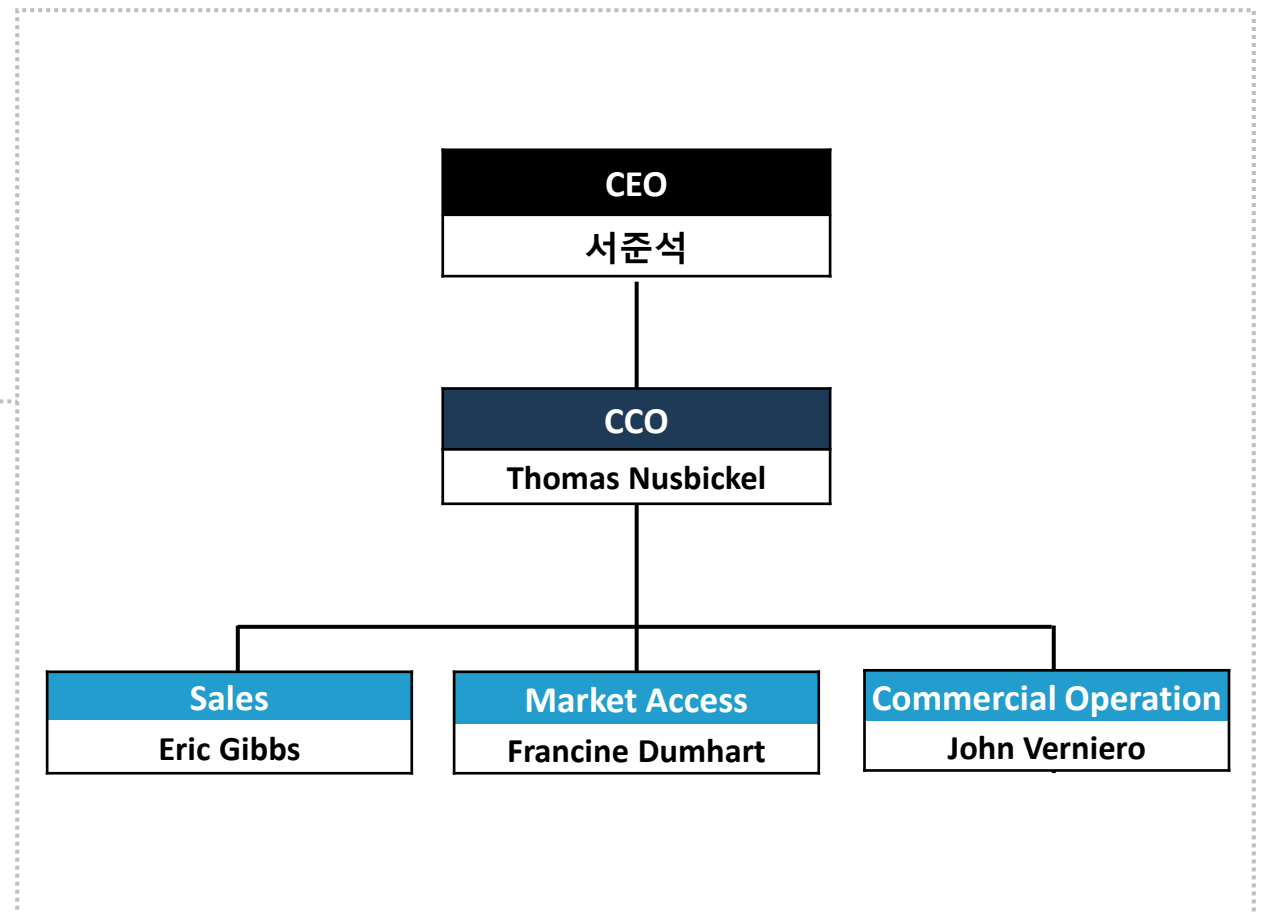 CEO
서준석
CCO
Thomas Nusbickel
Sales
Eric Gibbs
Market Access
Francine Dumhart
Commercial Operation
John Verniero